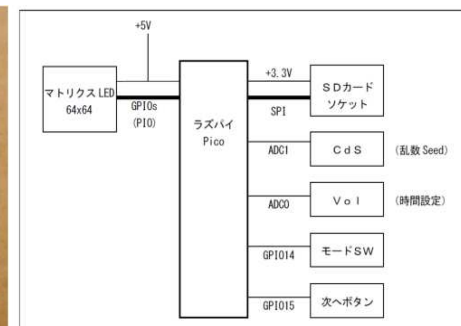 +5V
マトリクスLED
64x64
GPIOs
(PIO)
ラズパイ
Pico
+3.3V
SPI
SDカード
ソケット
ADC1
CdS
(乱数Seed)
ADC0
Vol
(時間設定)
GPIO14
モードSW
GPIO15
次へボタン